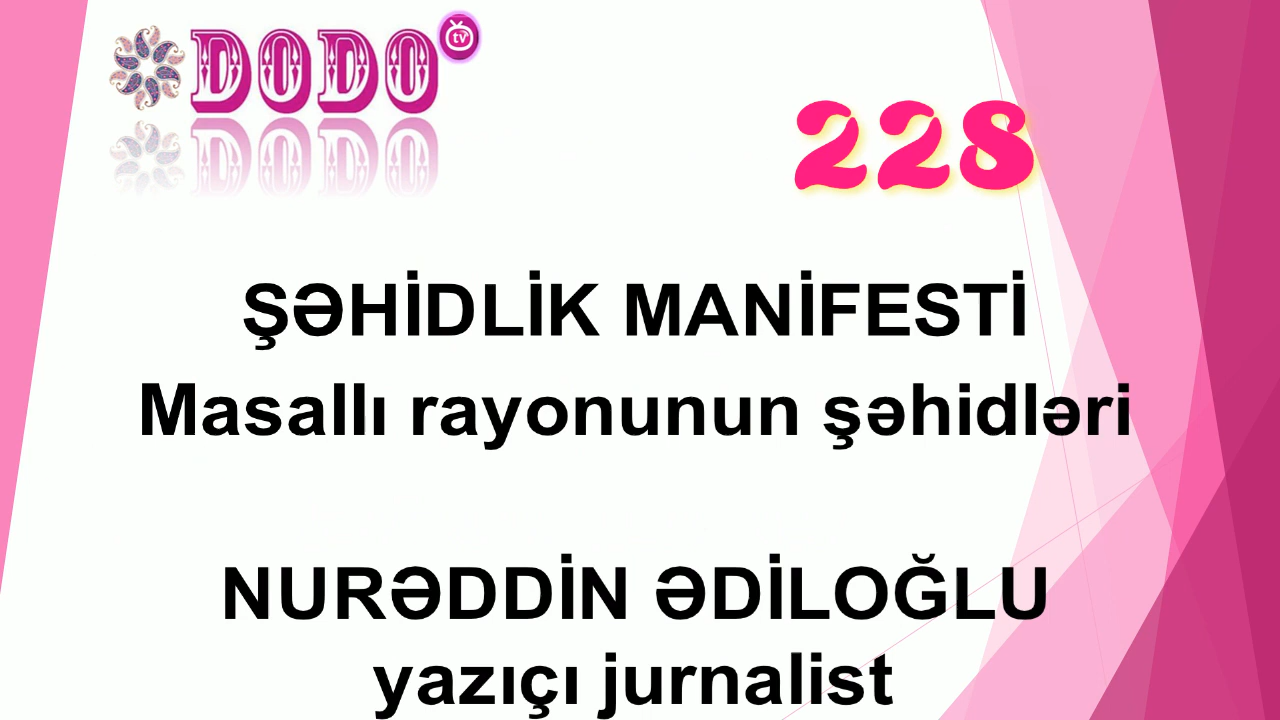 DODO tv
228
ŞƏHİDLİK MANİFESTİ
Masallı rayonunun şəhidləri
NURƏDDİN ƏDİLOĞLU
yazıçı jurnalist